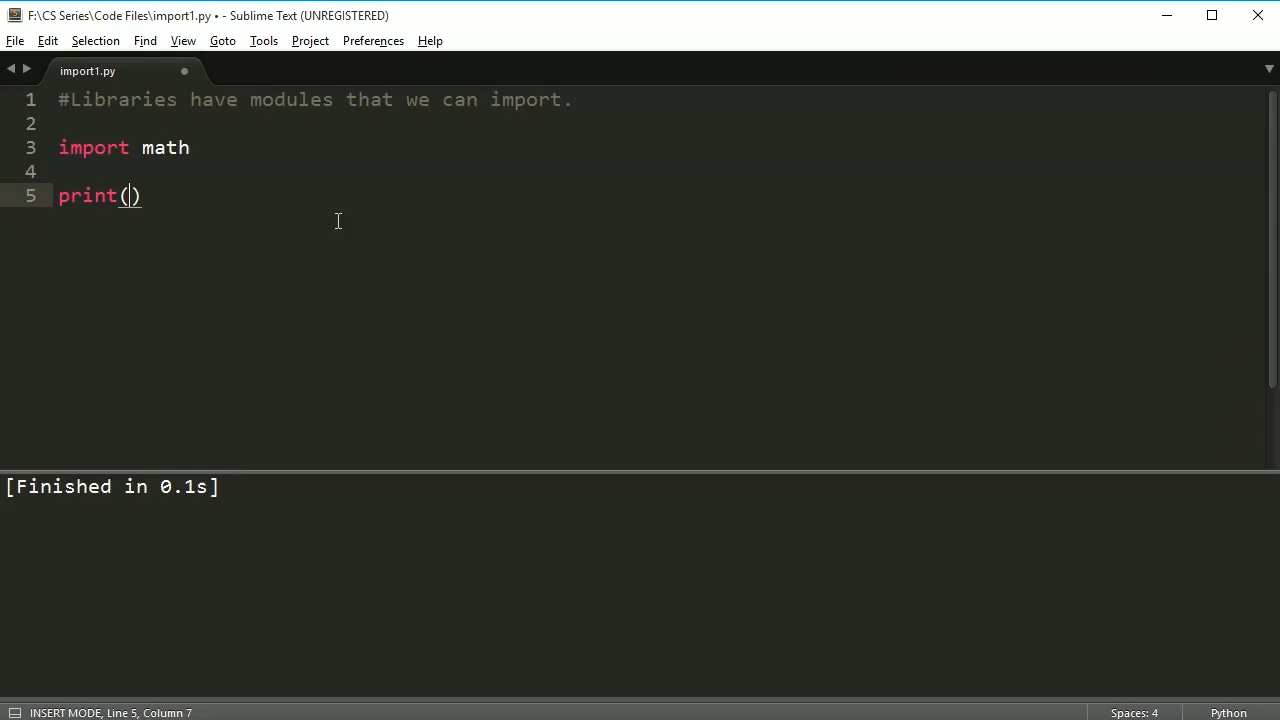 F:\CS Series\Code Files\import1.py • - Sublime Text (UNREGISTERED)
File Edit Selection Find View Goto Tools Project Preferences Help
import1.py
1 #Libraries have modules that we can import.
2
3 import math
4
5 print()
[Finished in 0.1s]
INSERT MODE, Line 5, Column 7 Spaces: 4 Python